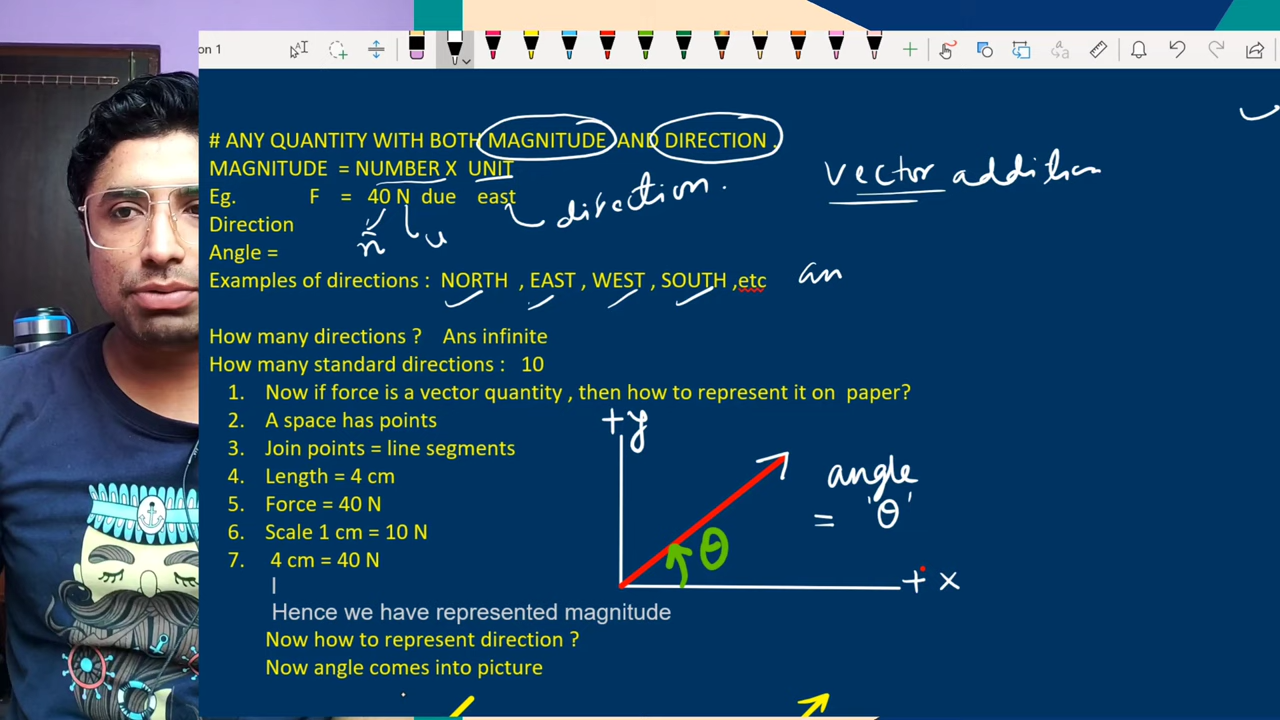 on 1
# ANY QUANTITY WITH BOTH MAGNITUDE AND DIRECTION .
MAGNITUDE = NUMBER X UNIT
vector addition
Eg. F = 40 N due east
direction.
Direction
n u
Angle =
Examples of directions : NORTH , EAST , WEST , SOUTH ,etc an
How many directions ? Ans infinite
How many standard directions : 10
1. Now if force is a vector quantity , then how to represent it on paper?
2. A space has points
+y
3. Join points = line segments
4. Length = 4 cm
angle
5. Force = 40 N
= 'θ'
6. Scale 1 cm = 10 N
θ
7. 4 cm = 40 N
+ x
Hence we have represented magnitude
Now how to represent direction ?
Now angle comes into picture